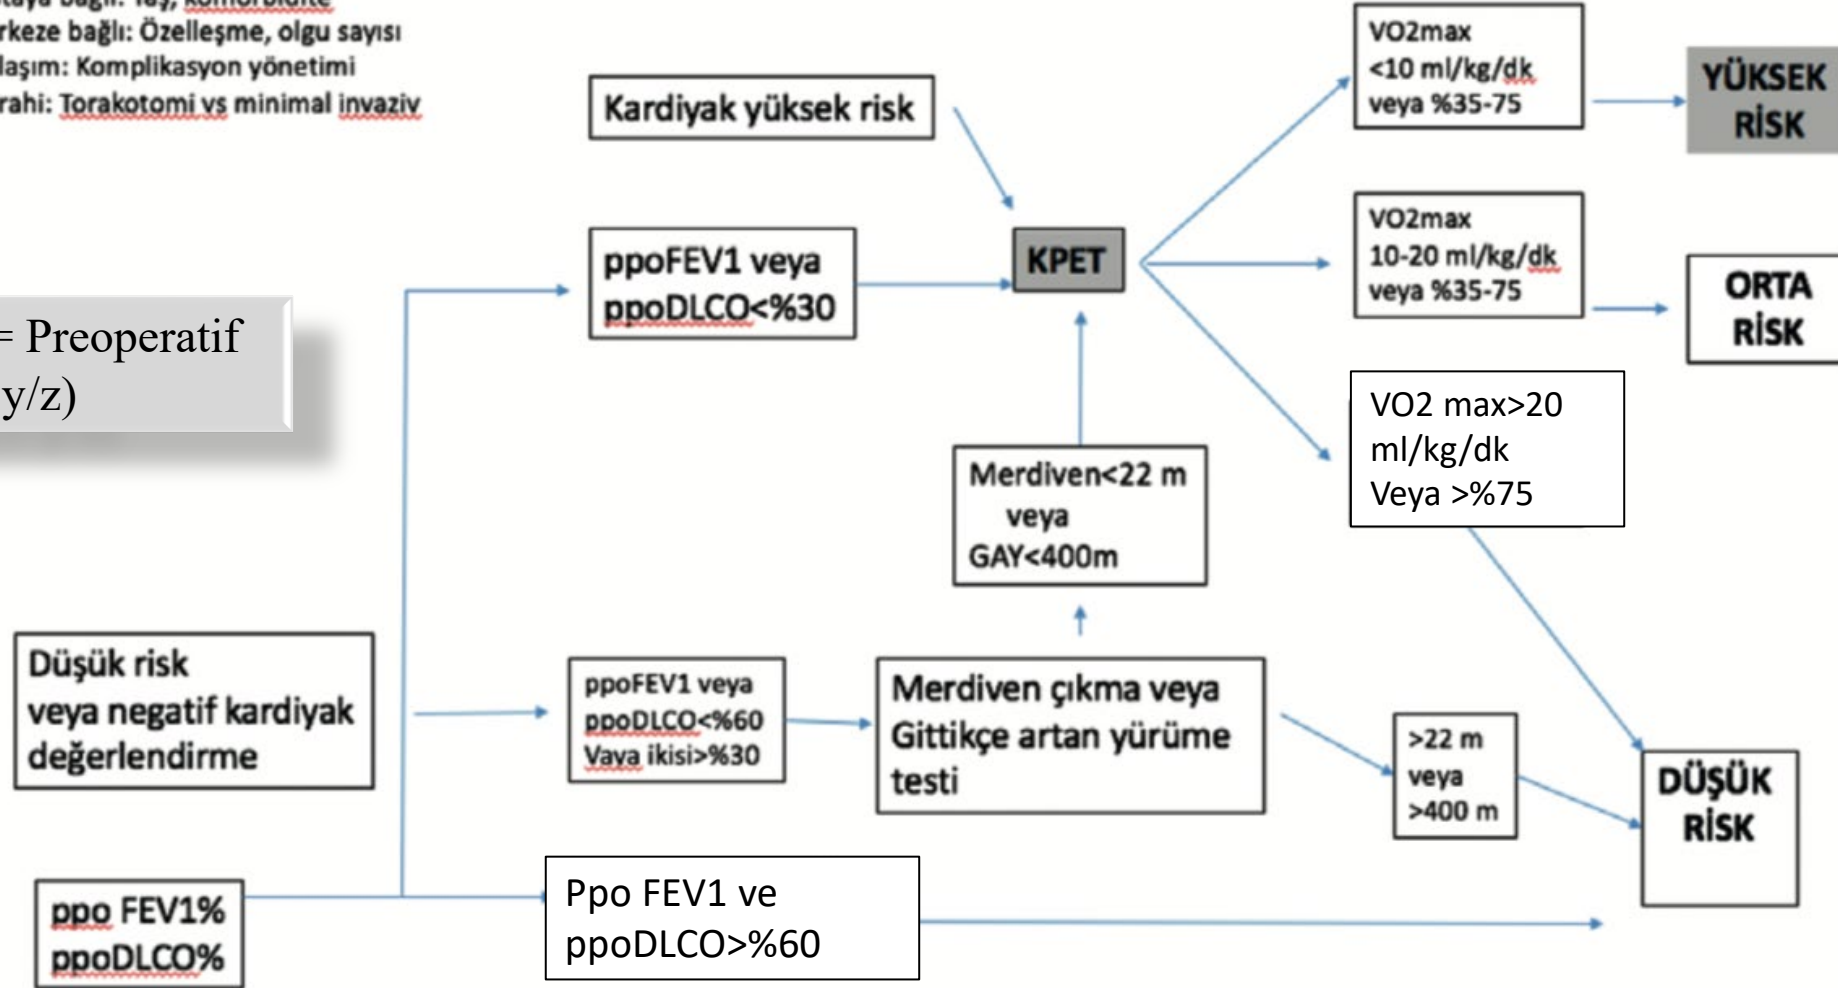 bağlı: Yaş, komorbidite
bağlı: Özelleşme, olgu sayısı
Komplikasyon yönetimi
Torakotomi vs minimal invaziv
= Preoperatif
y/z)
Kardiyak yüksek risk
ppoFEV1 veya
ppoDLCO<%30
KPET
VO2max
<10 ml/kg/dk
veya %35-75
YÜKSEK
RİSK
VO2max
10-20 ml/kg/dk
veya %35-75
ORTA
RİSK
VO2 max>20
ml/kg/dk
Veya >%75
Merdiven<22 m
veya
GAY<400m
Düşük risk
veya negatif kardiyak
değerlendirme
ppoFEV1 veya
ppoDLCO<%60
Vaya ikisi>%30
Merdiven çıkma veya
Gittikçe artan yürüme
testi
>22 m
veya
>400 m
DÜŞÜK
RİSK
ppo FEV1%
ppoDLCO%
Ppo FEV1 ve
ppoDLCO>%60